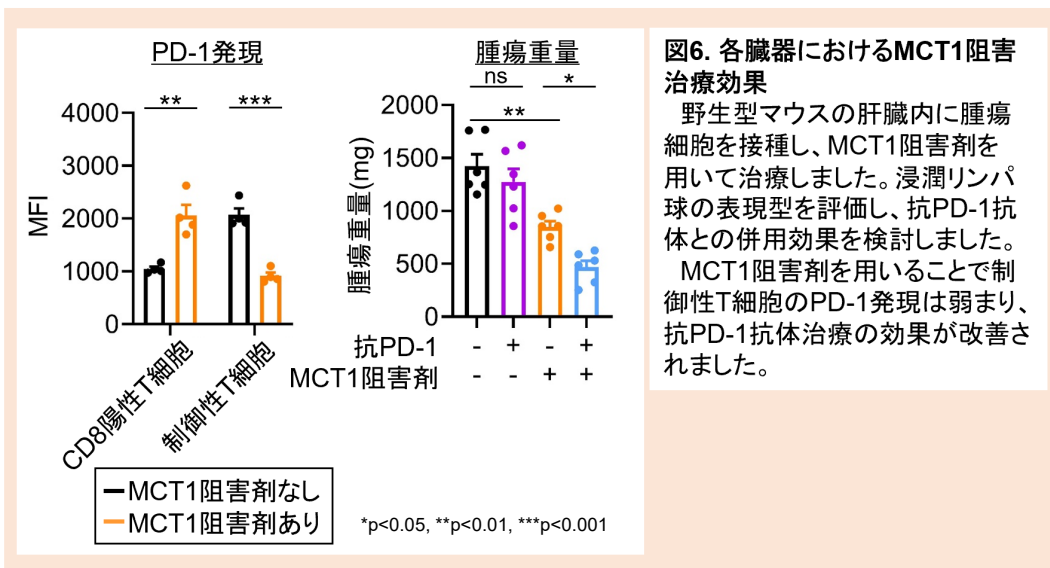 PD-1発現
腫瘍重量
MFI
4000
3000
2000
1000
0
**
***
CD8陽性T細胞
制御性T細胞
MCT1阻害剤なし
MCT1阻害剤あり
腫瘍重量(mg)
2000
1500
1000
500
0
ns
*
**
抗PD-1 - + - +
MCT1阻害剤 - - + +
*p<0.05, **p<0.01, ***p<0.001
図6. 各臓器におけるMCT1阻害
治療効果
野生型マウスの肝臓内に腫瘍
細胞を接種し、MCT1阻害剤を
用いて治療しました。浸潤リンパ
球の表現型を評価し、抗PD-1抗
体との併用効果を検討しました。
MCT1阻害剤を用いることで制
御性T細胞のPD-1発現は弱まり、
抗PD-1抗体治療の効果が改善さ
れました。